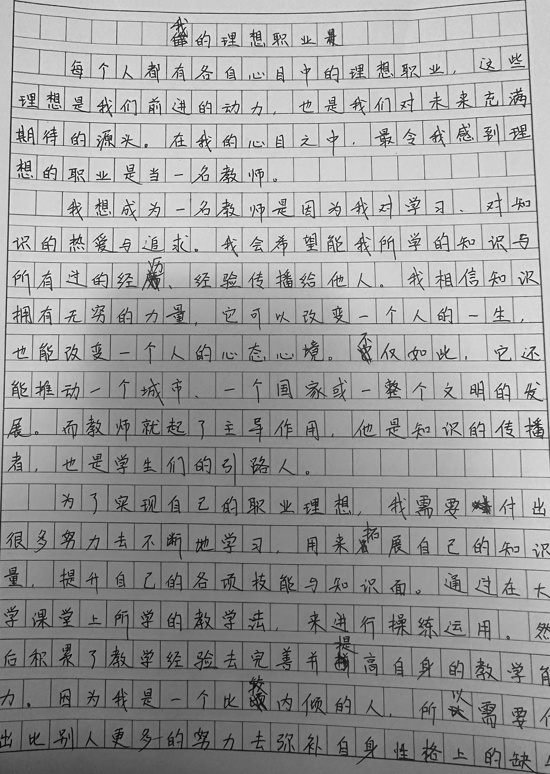 我的理想职业
每个人都有各自心目中的理想职业，这些
理想是我们前进的动力，也是我们对未来充满
期待的源头。在我的心目之中，最令我感到理
想的职业是当一名教师。
我想成为一名教师是因为我对学习、对知
识的热爱与追求。我会希望能我所学的知识与
所有过的经历、经验传播给他人。我相信知识
拥有无穷的力量，它可以改变一个人的一生，
也能改变一个人的心态心境。不仅如此，它还
能推动一个城市、一个国家或一整个文明的发
展。而教师就起了主导作用，他是知识的传播
者，也是学生们的引路人。
为了实现自己的职业理想，我需要付出
很多努力去不断地学习，用来拓展自己的知识
量，提升自己的各项技能与知识面。通过在大
学课堂上所学的教学法，来进行操练运用。然
后积累了教学经验去完善并提高自身的教学能
力。因为我是一个比较内倾的人，所以需要付
出比别人更多的努力去弥补自身性格上的缺